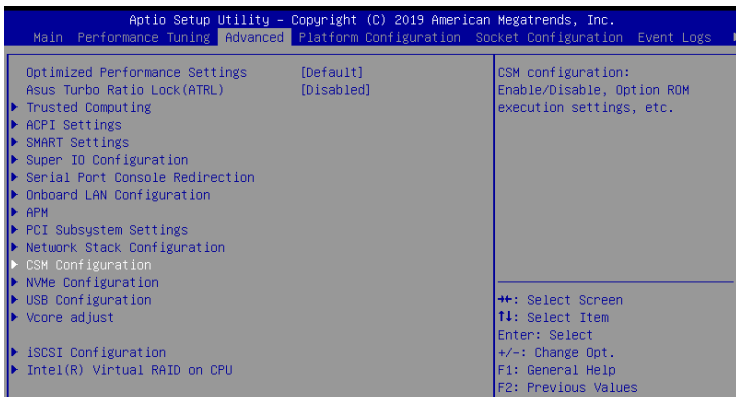 Aptio Setup Utility – Copyright (C) 2019 American Megatrends, Inc.
Main Performance Tuning Advanced Platform Configuration Socket Configuration Event Logs
Optimized Performance Settings [Default]
Asus Turbo Ratio Lock(ATRL) [Disabled]
Trusted Computing
ACPI Settings
SMART Settings
Super IO Configuration
Serial Port Console Redirection
Onboard LAN Configuration
APM
PCI Subsystem Settings
Network Stack Configuration
CSM Configuration
NVMe Configuration
USB Configuration
Vcore adjust
iSCSI Configuration
Intel(R) Virtual RAID on CPU
CSM configuration:
Enable/Disable, Option ROM
execution settings, etc.
→←: Select Screen
↑↓: Select Item
Enter: Select
+/-: Change Opt.
F1: General Help
F2: Previous Values